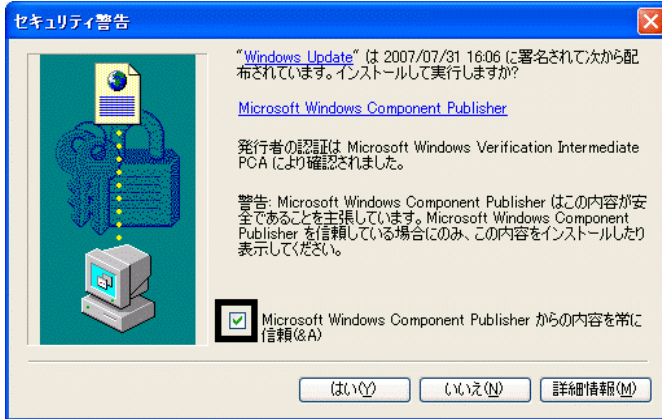 セキュリティ警告
"Windows Update" は 2007/07/31 16:06 に署名されて次から配
布されています。インストールして実行しますか?
Microsoft Windows Component Publisher
発行者の認証は Microsoft Windows Verification Intermediate
PCA により確認されました。
警告: Microsoft Windows Component Publisher はこの内容が安
全であることを主張しています。Microsoft Windows Component
Publisher を信頼している場合にのみ、この内容をインストールしたり
表示してください。
Microsoft Windows Component Publisher からの内容を常に
信頼(&A)
はい(Y) いいえ(N) 詳細情報(M)